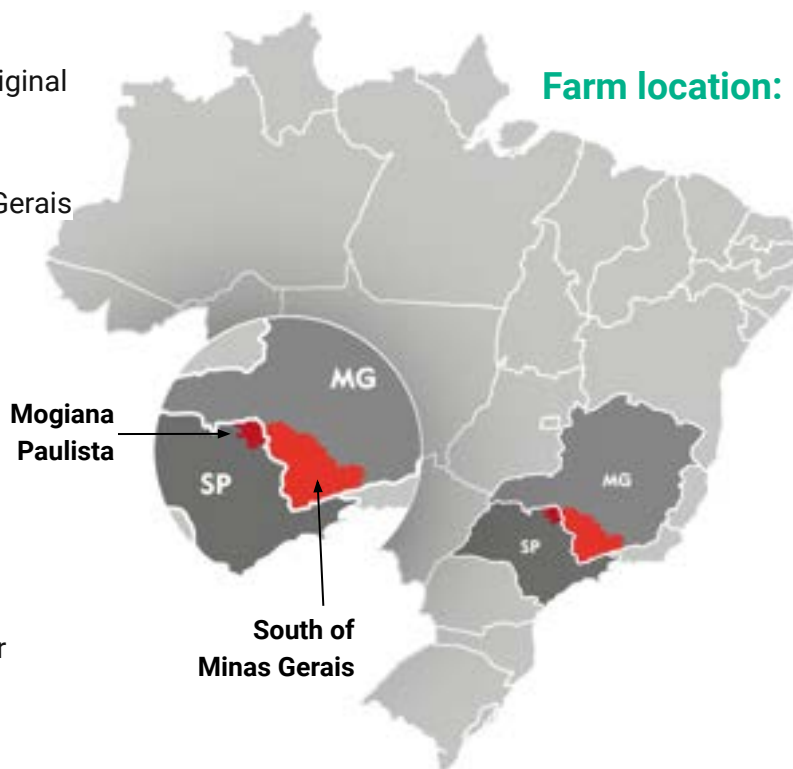 iginal
Farm location:
Gerais
MG
Mogiana
Paulista
SP
MG
SP
South of
Minas Gerais
r